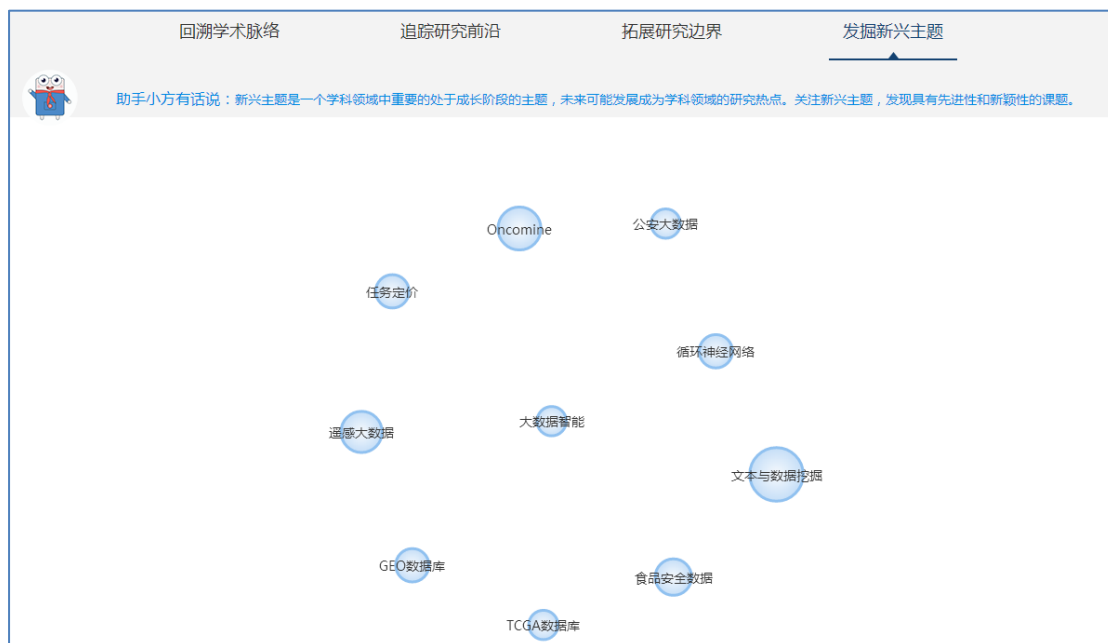 回溯学术脉络 追踪研究前沿 拓展研究边界 发掘新兴主题
助手小方有话说：新兴主题是一个学科领域中重要的处于成长阶段的主题，未来可能发展成为学科领域的研究热点。关注新兴主题，发现具有先进性和新颖性的课题。
Oncomine
公安大数据
任务定价
循环神经网络
大数据智能
遥感大数据
文本与数据挖掘
GEO数据库
食品安全数据
TCGA数据库